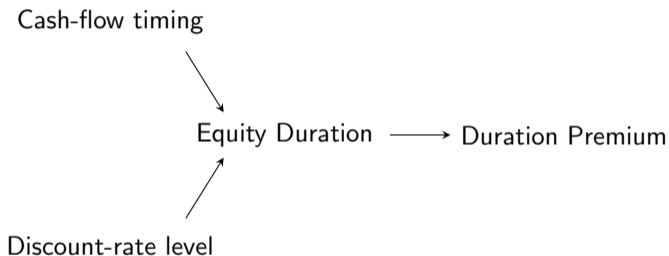 Cash-flow timing
Equity Duration
Duration Premium
Discount-rate level